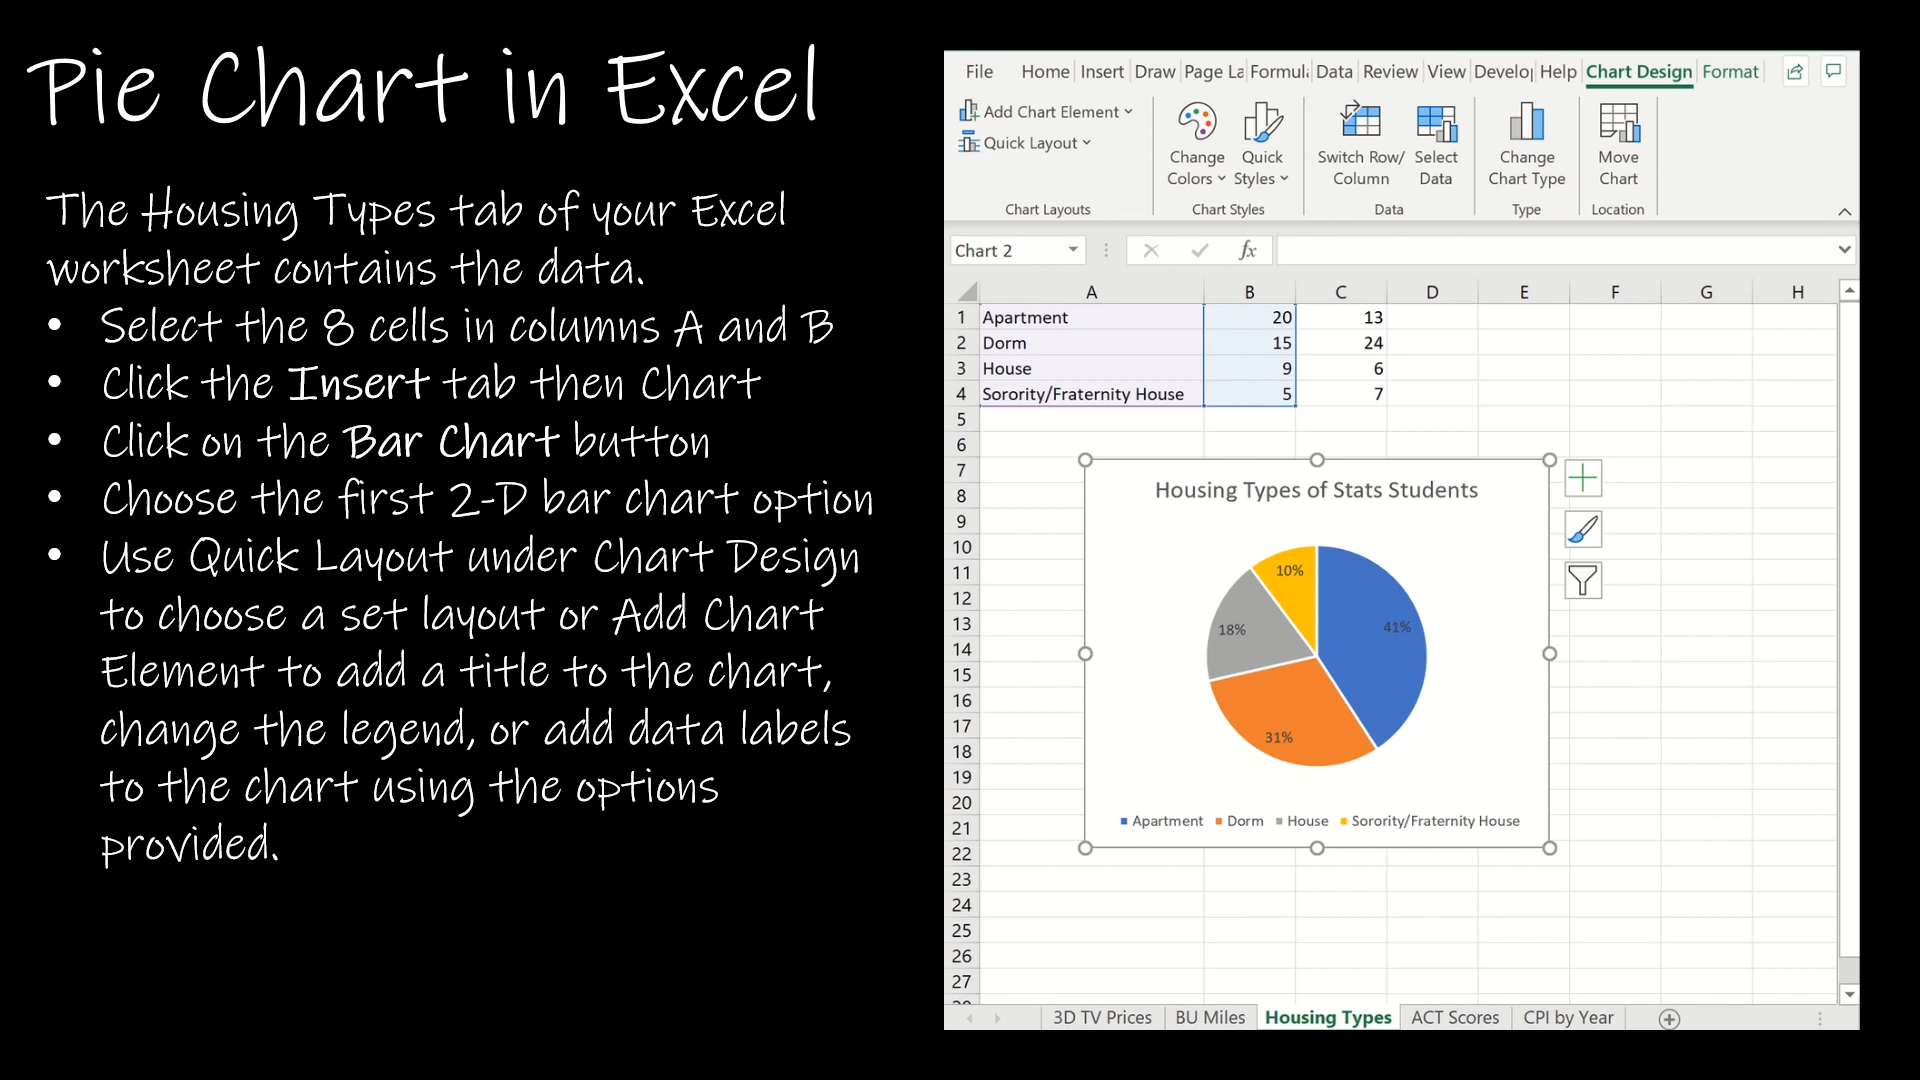 Pie Chart in Excel
The Housing Types tab of your Excel
worksheet contains the data.
• Select the 8 cells in columns A and B
• Click the Insert tab then Chart
• Click on the Bar Chart button
• Choose the first 2-D bar chart option
• Use Quick Layout under Chart Design
to choose a set layout or Add Chart
Element to add a title to the chart,
change the legend, or add data labels
to the chart using the options
provided.
File Home Insert Draw Page La Formula Data Review View Develop Help Chart Design Format
Add Chart Element
Quick Layout
Change Colors
Quick Styles
Switch Row/ Column
Select Data
Change Chart Type
Move Chart
Chart Layouts Chart Styles Data Type Location
Chart 2 fx
A B C D E F G H
1 Apartment 20 13
2 Dorm 15 24
3 House 9 6
4 Sorority/Fraternity House 5 7
5
6
7
8
9
10
11
12
13
14
15
16
17
18
19
20
21
22
23
24
25
26
27
Housing Types of Stats Students
10%
41%
18%
31%
Apartment Dorm House Sorority/Fraternity House
3D TV Prices BU Miles Housing Types ACT Scores CPI by Year